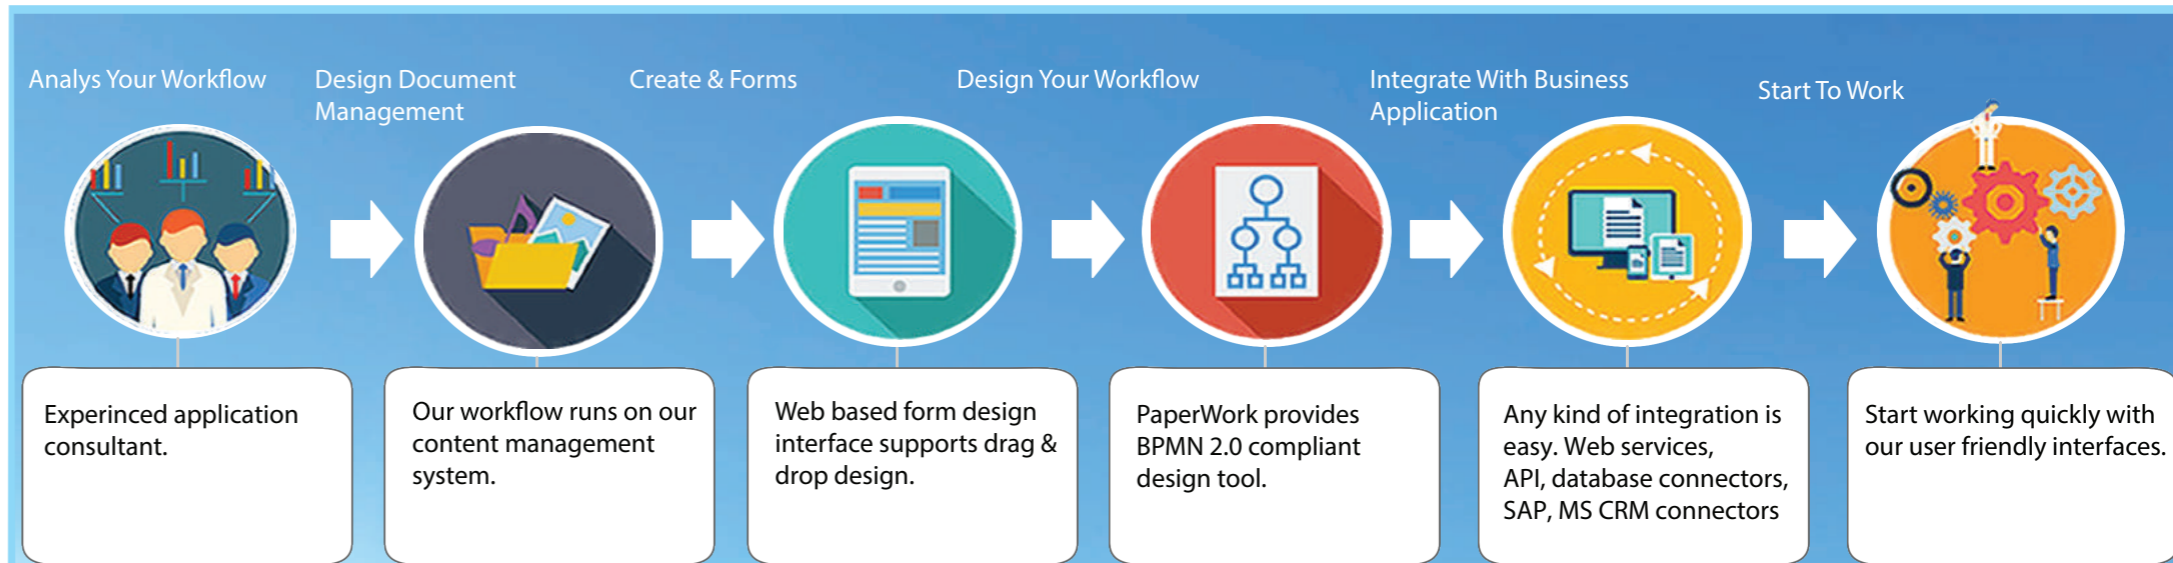 Analys Your Workflow
Experinced application
consultant.
Design Document
Management
Our workflow runs on our
content management
system.
Create & Forms
Web based form design
interface supports drag &
drop design.
Design Your Workflow
PaperWork provides
BPMN 2.0 compliant
design tool.
Integrate With Business
Application
Any kind of integration is
easy. Web services,
API, database connectors,
SAP, MS CRM connectors
Start To Work
Start working quickly with
our user friendly interfaces.